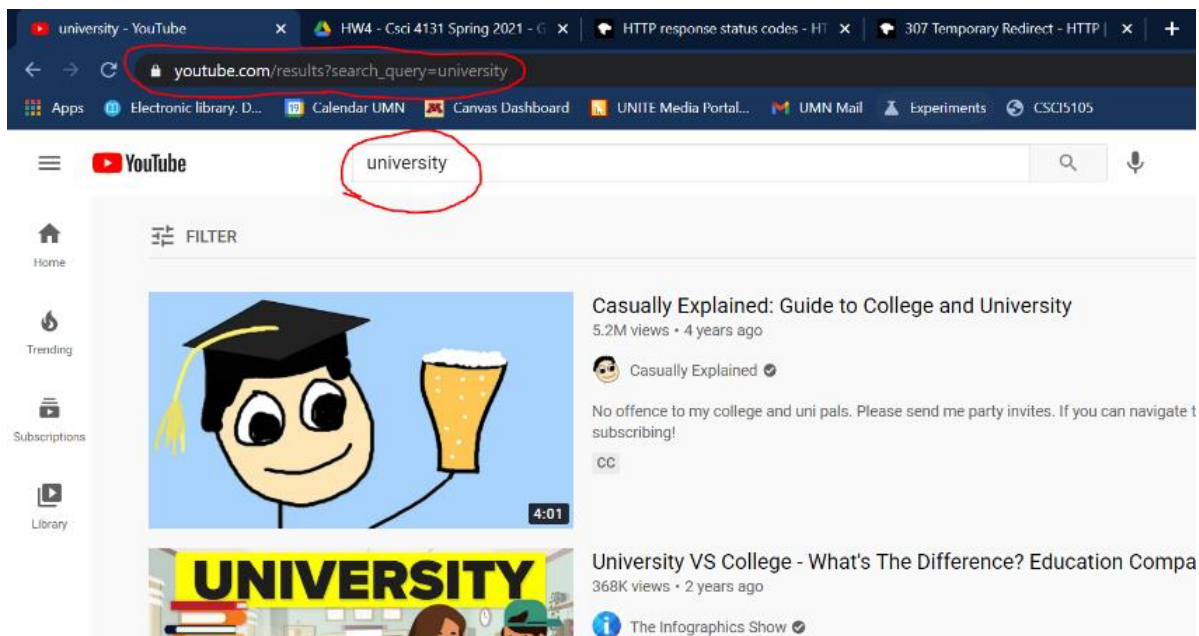 university - YouTube
HW4 - Csci 4131 Spring 2021 - G
HTTP response status codes - HT
307 Temporary Redirect - HTTP |
youtube.com/results?search_query=university
Apps
Electronic library. D...
19
Calendar UMN
Canvas Dashboard
UNITE Media Portal...
UMN Mail
Experiments
CSCI5105
YouTube
university
Home
Trending
Subscriptions
Library
FILTER
4:01
Casually Explained: Guide to College and University
5.2M views • 4 years ago
Casually Explained
No offence to my college and uni pals. Please send me party invites. If you can navigate t
subscribing!
CC
UNIVERSITY
University VS College - What's The Difference? Education Compa
368K views • 2 years ago
The Infographics Show